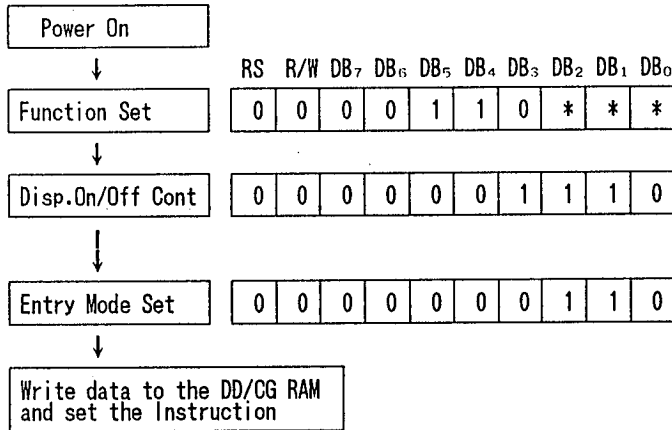 Power On
RS R/W DB₇ DB₆ DB₅ DB₄ DB₃ DB₂ DB₁ DB₀
Function Set 0 0 0 0 1 1 0 * * *
Disp.On/Off Cont 0 0 0 0 0 0 1 1 1 0
Entry Mode Set 0 0 0 0 0 0 0 1 1 0
Write data to the DD/CG RAM
and set the Instruction